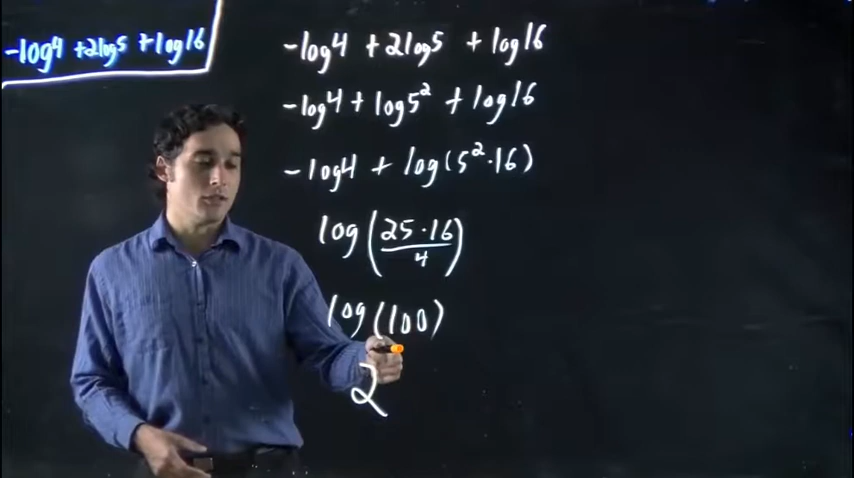 -log4 +2log5 +log16
-log4 +2log5 +log16
-log4 + log5² + log16
-log4 + log(5²·16)
log(25·16/4)
log(100)
2